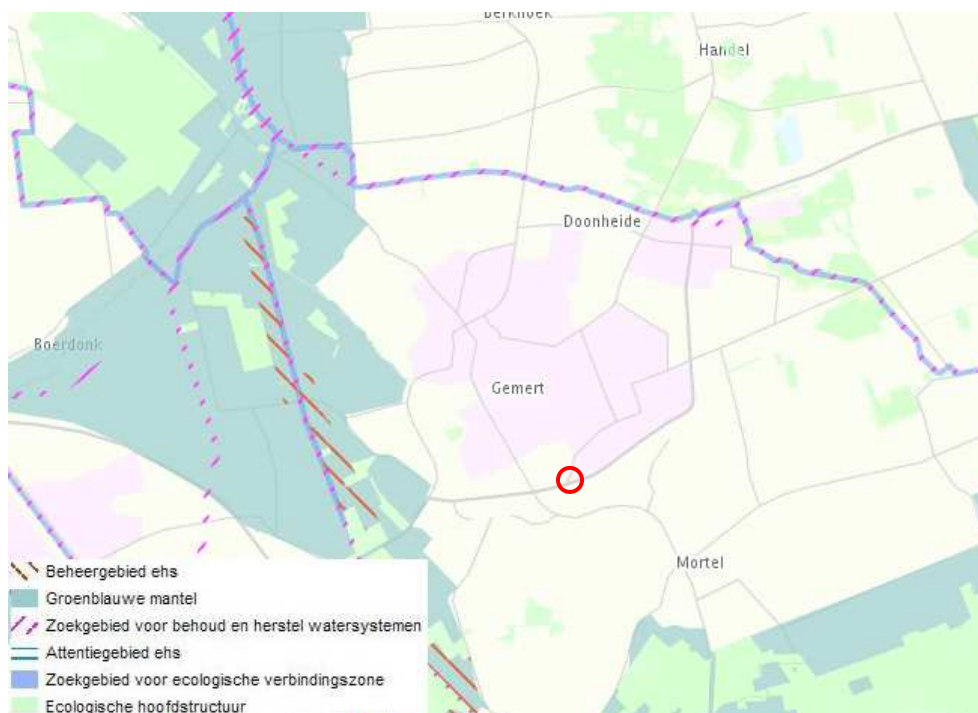 Berkhoek
Handel
Doonheide
Boerdonk
Gemert
Mortel
Beheergebied ehs
Groenblauwe mantel
Zoekgebied voor behoud en herstel watersystemen
Attentiegebied ehs
Zoekgebied voor ecologische verbindingszone
Ecologische hoofdstructuur